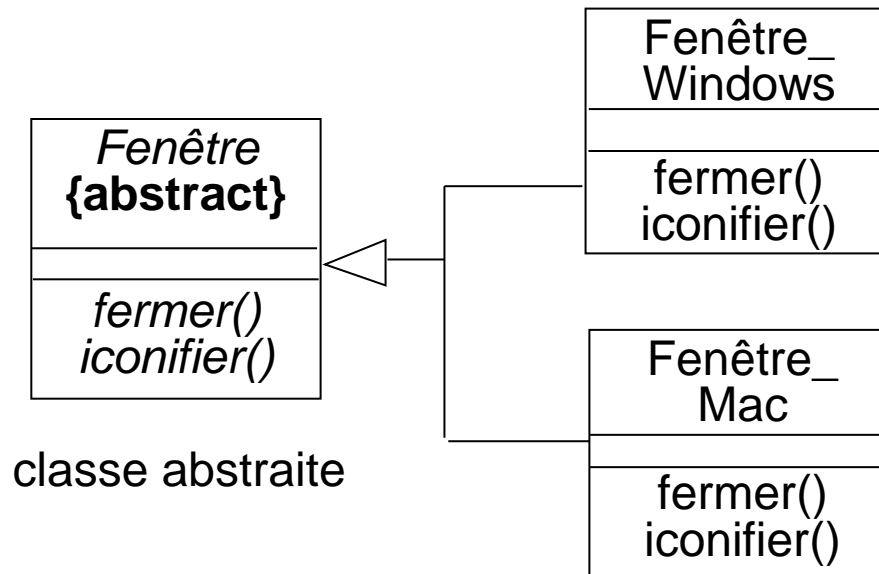 Fenêtre
{abstract}
fermer()
iconifier()
classe abstraite
Fenêtre_
Windows
fermer()
iconifier()
Fenêtre_
Mac
fermer()
iconifier()